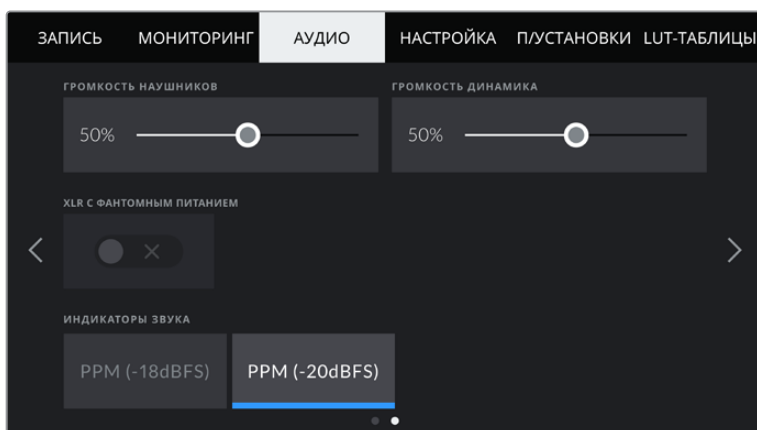 ЗАПИСЬ МОНИТОРИНГ АУДИО НАСТРОЙКА П/УСТАНОВКИ LUT-ТАБЛИЦЫ
ГРОМКОСТЬ НАУШНИКОВ ГРОМКОСТЬ ДИНАМИКА
50% 50%
XLR С ФАНТОМНЫМ ПИТАНИЕМ
ИНДИКАТОРЫ ЗВУКА
PPM (-18dBFS) PPM (-20dBFS)